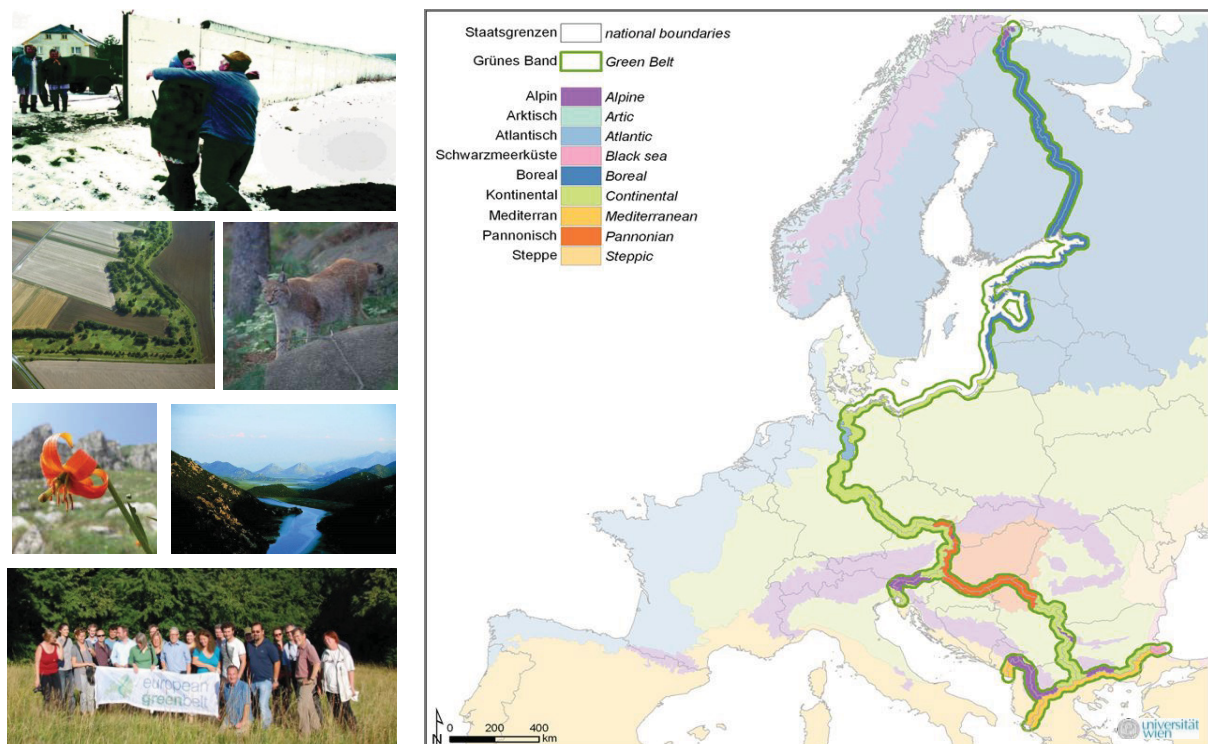 european
greenbelt
Staatsgrenzen national boundaries
Grünes Band Green Belt
Alpin Alpine
Arktisch Artic
Atlantisch Atlantic
Schwarzmeerküste Black sea
Boreal Boreal
Kontinental Continental
Mediterran Mediterranean
Pannonisch Pannonian
Steppe Steppic
N
0 200 400
km
universität
wien